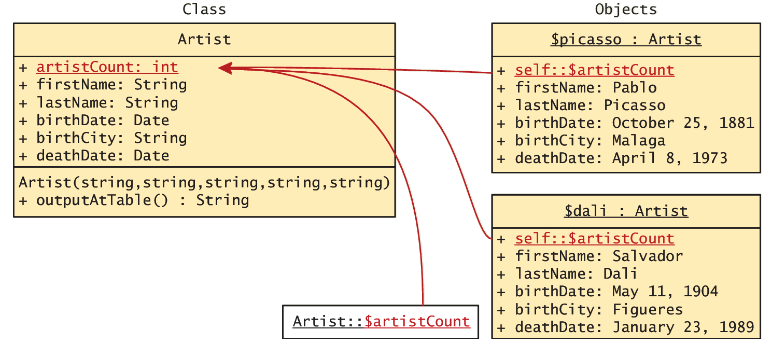 Class
Artist
+ artistCount: int
+ firstName: String
+ lastName: String
+ birthDate: Date
+ birthCity: String
+ deathDate: Date
Artist(string,string,string,string,string)
+ outputAtTable() : String
Artist::$artistCount
Objects
$picasso : Artist
+ self::$artistCount
+ firstName: Pablo
+ lastName: Picasso
+ birthDate: October 25, 1881
+ birthCity: Malaga
+ deathDate: April 8, 1973
$dali : Artist
+ self::$artistCount
+ firstName: Salvador
+ lastName: Dali
+ birthDate: May 11, 1904
+ birthCity: Figueres
+ deathDate: January 23, 1989